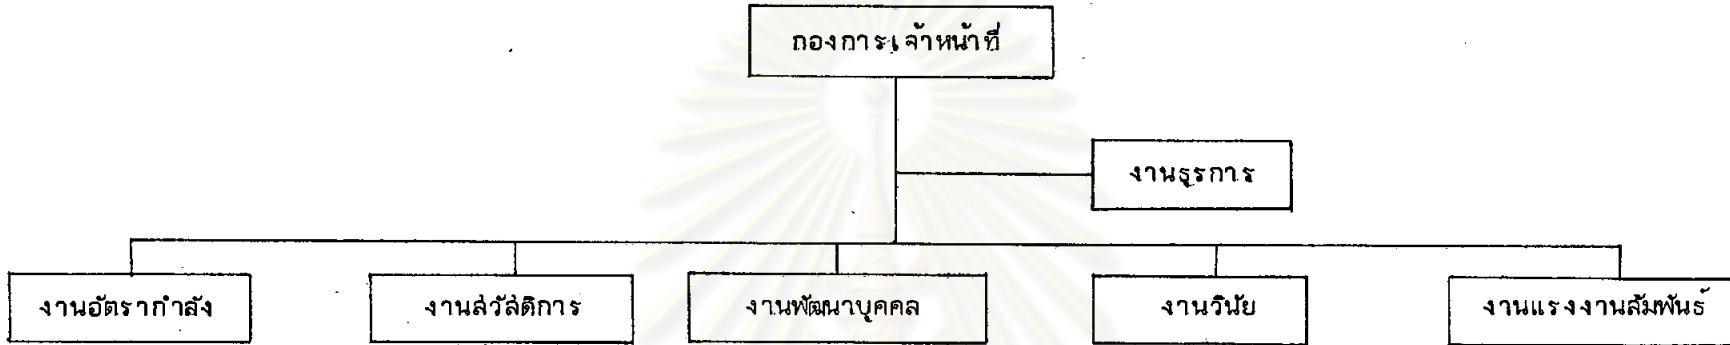 กองการเจ้าหน้าที่
งานธุรการ
งานอัตรากำลัง
งานสวัสดิการ
งานพัฒนาบุคคล
งานวินัย
งานแรงงานสัมพันธ์